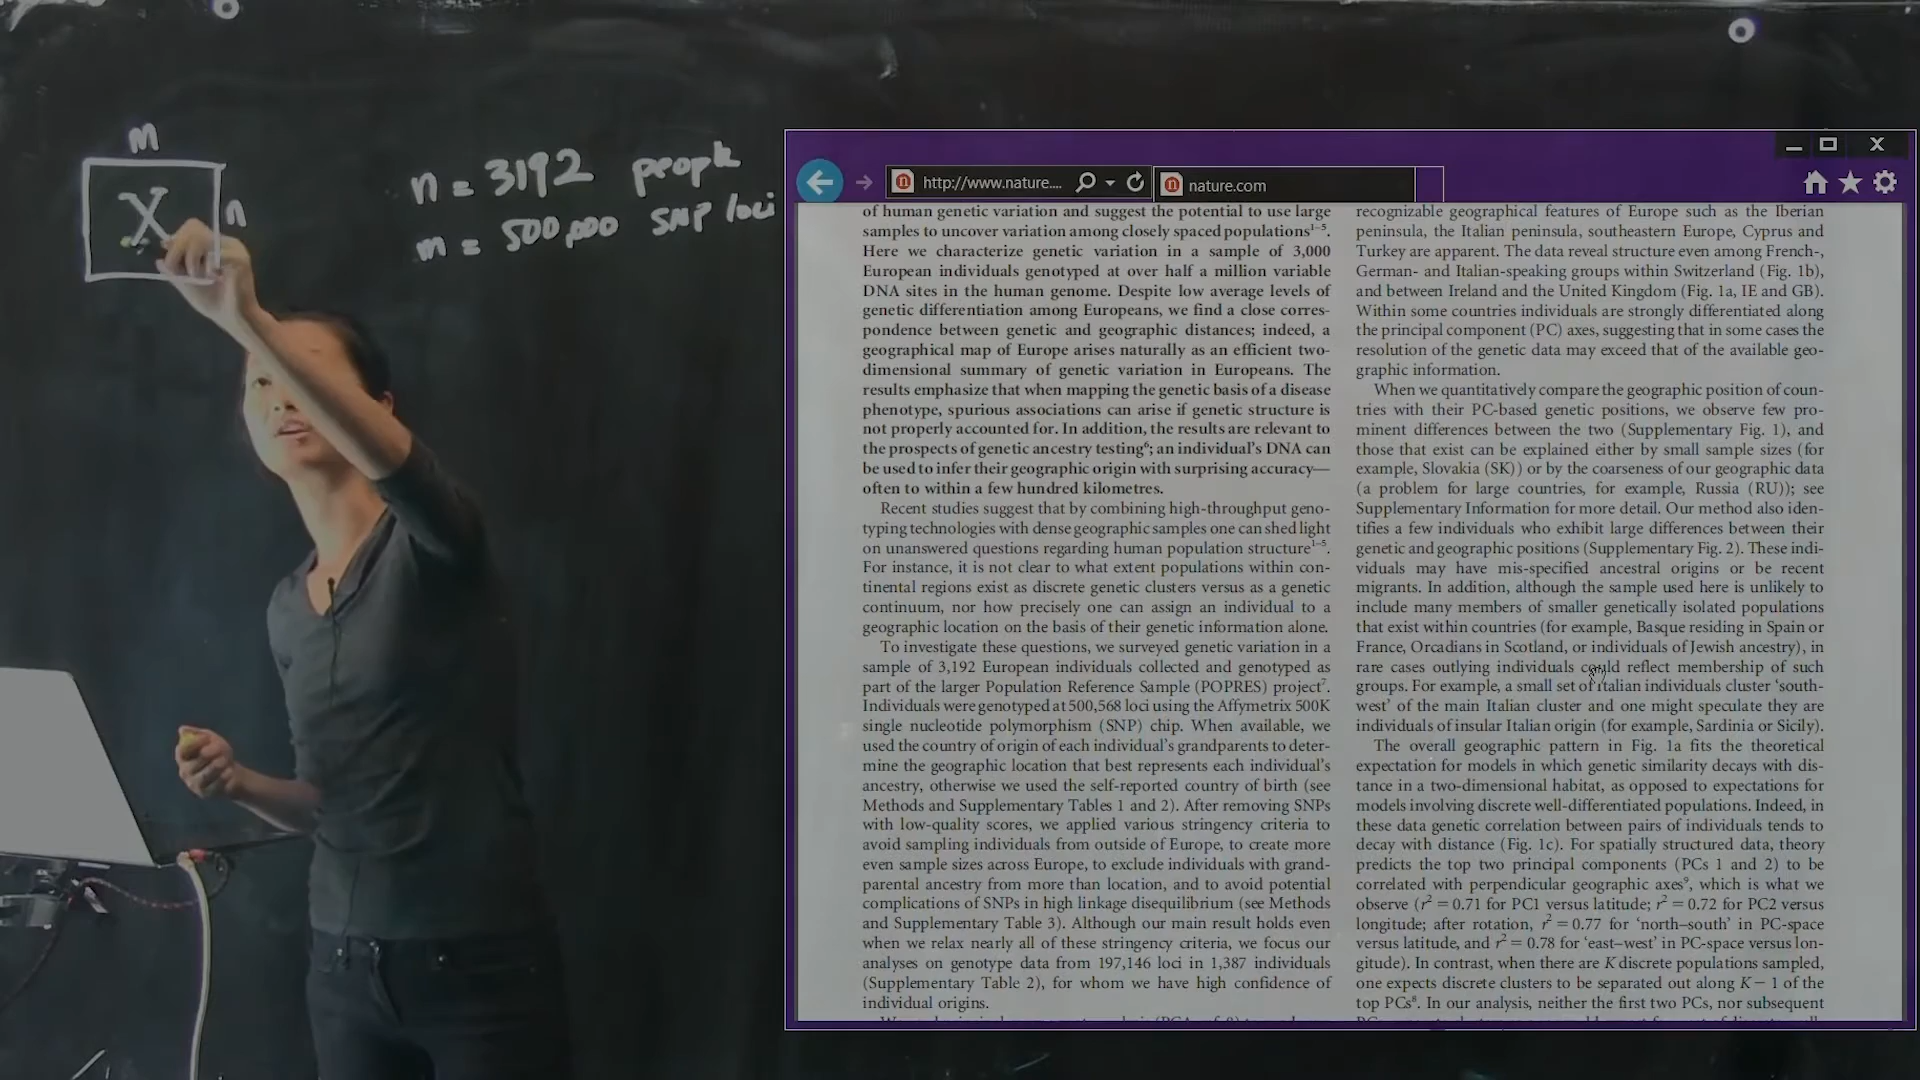 m
X
n
n = 3192 people
m = 500,000 SNP loci
http://www.nature....
nature.com
of human genetic variation and suggest the potential to use large
samples to uncover variation among closely spaced populations1–5.
Here we characterize genetic variation in a sample of 3,000
European individuals genotyped at over half a million variable
DNA sites in the human genome. Despite low average levels of
genetic differentiation among Europeans, we find a close corres-
pondence between genetic and geographic distances; indeed, a
geographical map of Europe arises naturally as an efficient two-
dimensional summary of genetic variation in Europeans. The
results emphasize that when mapping the genetic basis of a disease
phenotype, spurious associations can arise if genetic structure is
not properly accounted for. In addition, the results are relevant to
the prospects of genetic ancestry testing6; an individual's DNA can
be used to infer their geographic origin with surprising accuracy—
often to within a few hundred kilometres.
Recent studies suggest that by combining high-throughput geno-
typing technologies with dense geographic samples one can shed light
on unanswered questions regarding human population structure1–5.
For instance, it is not clear to what extent populations within con-
tinental regions exist as discrete genetic clusters versus as a genetic
continuum, nor how precisely one can assign an individual to a
geographic location on the basis of their genetic information alone.
To investigate these questions, we surveyed genetic variation in a
sample of 3,192 European individuals collected and genotyped as
part of the larger Population Reference Sample (POPRES) project7.
Individuals were genotyped at 500,568 loci using the Affymetrix 500K
single nucleotide polymorphism (SNP) chip. When available, we
used the country of origin of each individual's grandparents to deter-
mine the geographic location that best represents each individual's
ancestry, otherwise we used the self-reported country of birth (see
Methods and Supplementary Tables 1 and 2). After removing SNPs
with low-quality scores, we applied various stringency criteria to
avoid sampling individuals from outside of Europe, to create more
even sample sizes across Europe, to exclude individuals with grand-
parental ancestry from more than location, and to avoid potential
complications of SNPs in high linkage disequilibrium (see Methods
and Supplementary Table 3). Although our main result holds even
when we relax nearly all of these stringency criteria, we focus our
analyses on genotype data from 197,146 loci in 1,387 individuals
(Supplementary Table 2), for whom we have high confidence of
individual origins.
recognizable geographical features of Europe such as the Iberian
peninsula, the Italian peninsula, southeastern Europe, Cyprus and
Turkey are apparent. The data reveal structure even among French-,
German- and Italian-speaking groups within Switzerland (Fig. 1b),
and between Ireland and the United Kingdom (Fig. 1a, IE and GB).
Within some countries individuals are strongly differentiated along
the principal component (PC) axes, suggesting that in some cases the
resolution of the genetic data may exceed that of the available geo-
graphic information.
When we quantitatively compare the geographic position of coun-
tries with their PC-based genetic positions, we observe few pro-
minent differences between the two (Supplementary Fig. 1), and
those that exist can be explained either by small sample sizes (for
example, Slovakia (SK)) or by the coarseness of our geographic data
(a problem for large countries, for example, Russia (RU)); see
Supplementary Information for more detail. Our method also iden-
tifies a few individuals who exhibit large differences between their
genetic and geographic positions (Supplementary Fig. 2). These indi-
viduals may have mis-specified ancestral origins or be recent
migrants. In addition, although the sample used here is unlikely to
include many members of smaller genetically isolated populations
that exist within countries (for example, Basque residing in Spain or
France, Orcadians in Scotland, or individuals of Jewish ancestry), in
rare cases outlying individuals could reflect membership of such
groups. For example, a small set of Italian individuals cluster 'south-
west' of the main Italian cluster and one might speculate they are
individuals of insular Italian origin (for example, Sardinia or Sicily).
The overall geographic pattern in Fig. 1a fits the theoretical
expectation for models in which genetic similarity decays with dis-
tance in a two-dimensional habitat, as opposed to expectations for
models involving discrete well-differentiated populations. Indeed, in
these data genetic correlation between pairs of individuals tends to
decay with distance (Fig. 1c). For spatially structured data, theory
predicts the top two principal components (PCs 1 and 2) to be
correlated with perpendicular geographic axes9, which is what we
observe (r2 = 0.71 for PC1 versus latitude; r2 = 0.72 for PC2 versus
longitude; after rotation, r2 = 0.77 for 'north–south' in PC-space
versus latitude, and r2 = 0.78 for 'east–west' in PC-space versus lon-
gitude). In contrast, when there are K discrete populations sampled,
one expects discrete clusters to be separated out along K − 1 of the
top PCs8. In our analysis, neither the first two PCs, nor subsequent